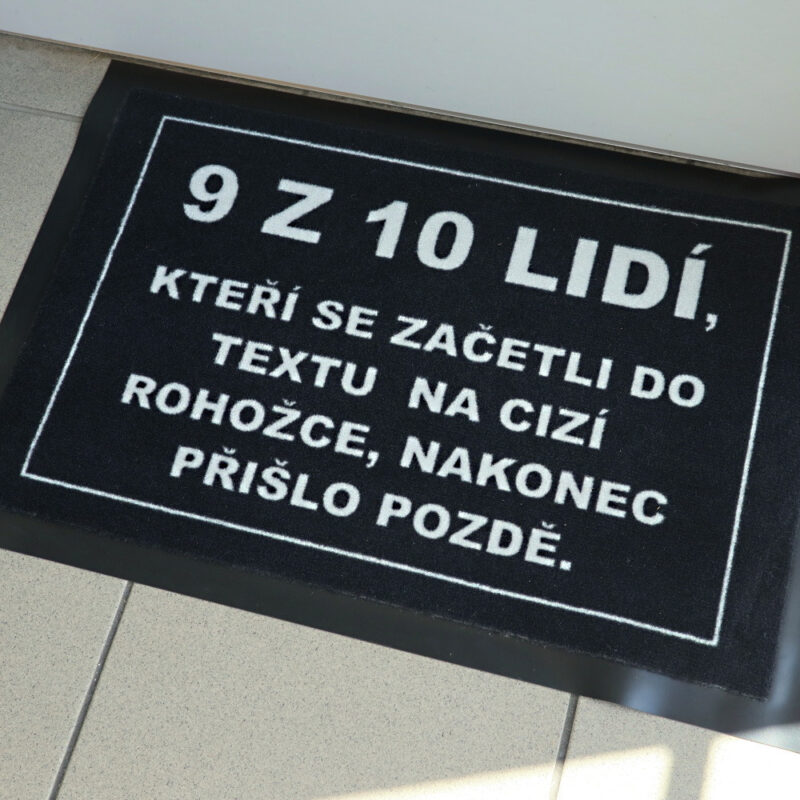 9 Z 10 LIDÍ,
KTEŘÍ SE ZAČETLI DO
TEXTU NA CIZÍ
ROHOŽCE, NAKONEC
PŘIŠLO POZDĚ.